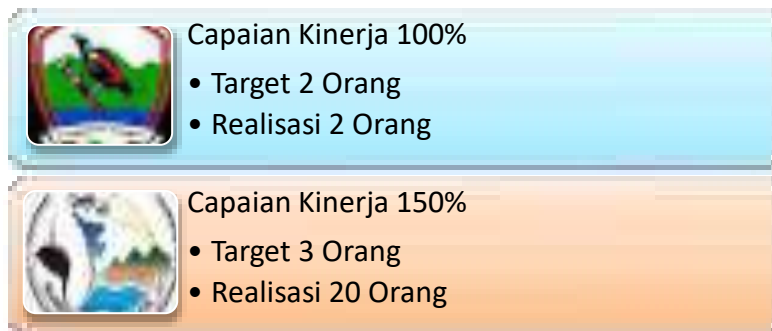 Capaian Kinerja 100%
• Target 2 Orang
• Realisasi 2 Orang
Capaian Kinerja 150%
• Target 3 Orang
• Realisasi 20 Orang